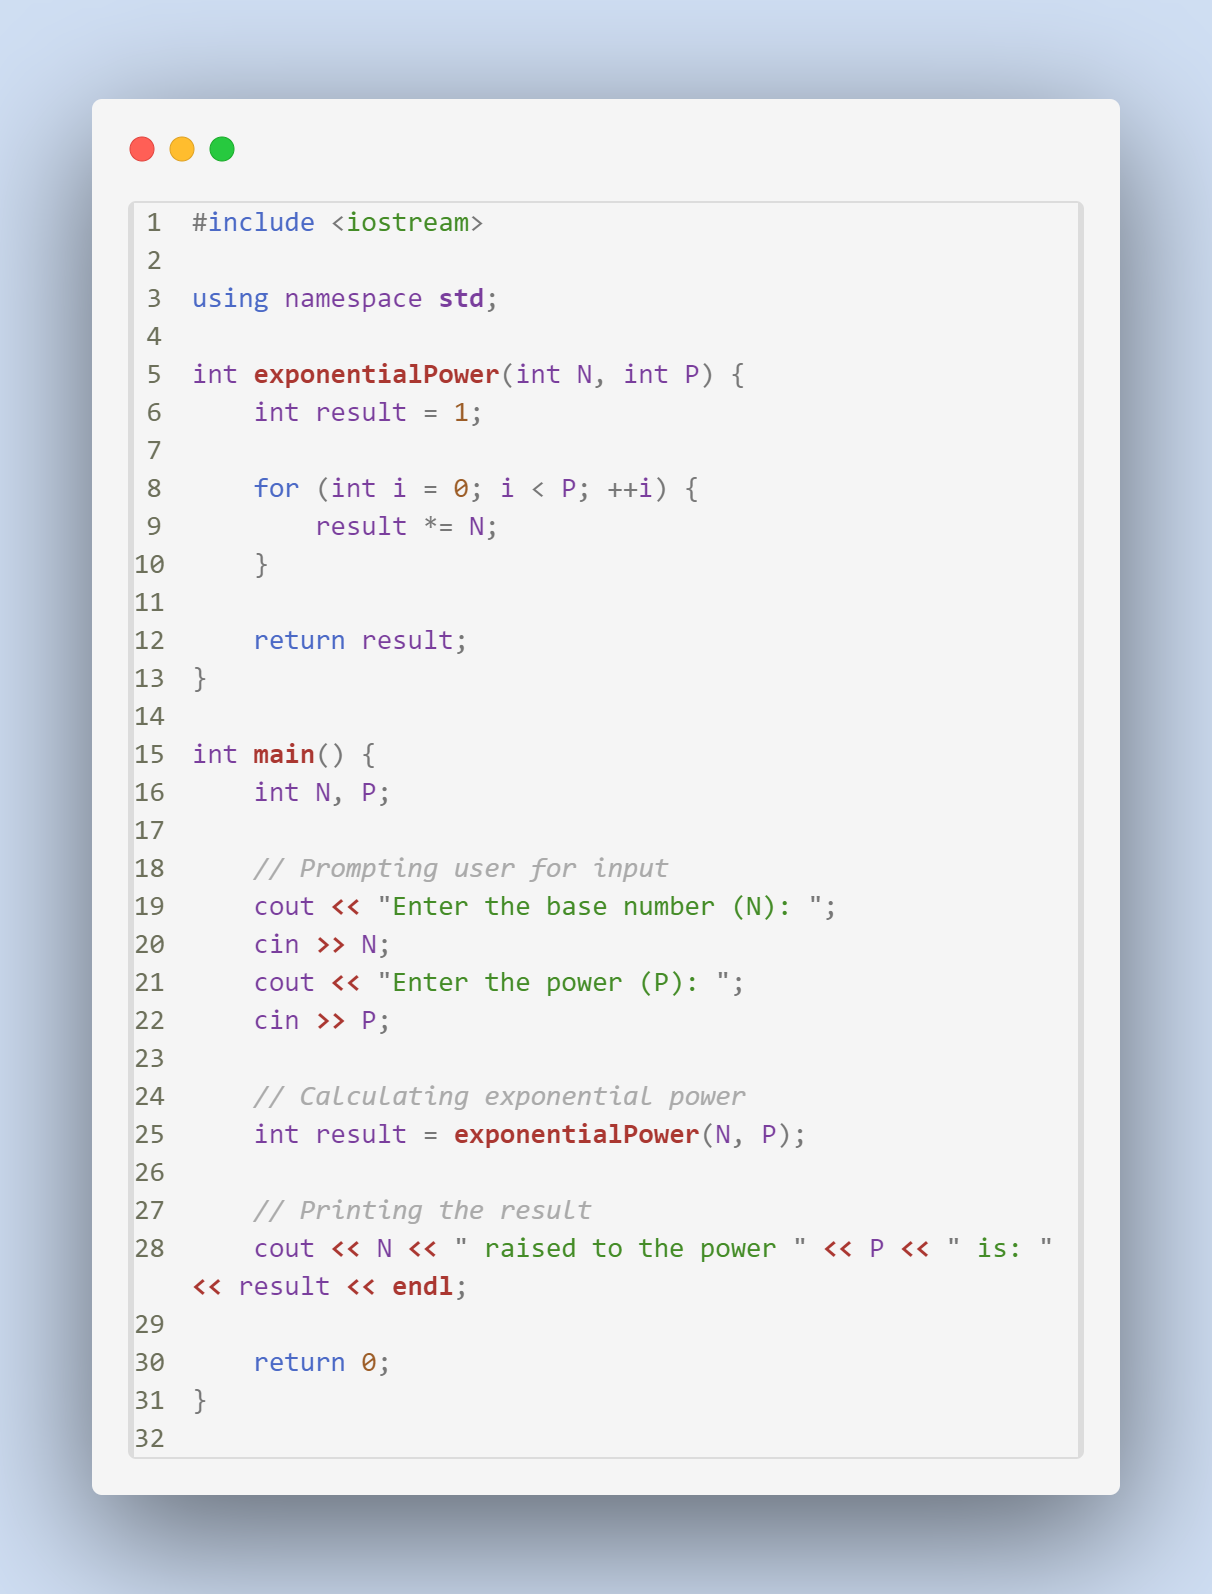 1 #include <iostream>
2
3 using namespace std;
4
5 int exponentialPower(int N, int P) {
6     int result = 1;
7
8     for (int i = 0; i < P; ++i) {
9         result *= N;
10     }
11
12     return result;
13 }
14
15 int main() {
16     int N, P;
17
18     // Prompting user for input
19     cout << "Enter the base number (N): ";
20     cin >> N;
21     cout << "Enter the power (P): ";
22     cin >> P;
23
24     // Calculating exponential power
25     int result = exponentialPower(N, P);
26
27     // Printing the result
28     cout << N << " raised to the power " << P << " is: "
<< result << endl;
29
30     return 0;
31 }
32